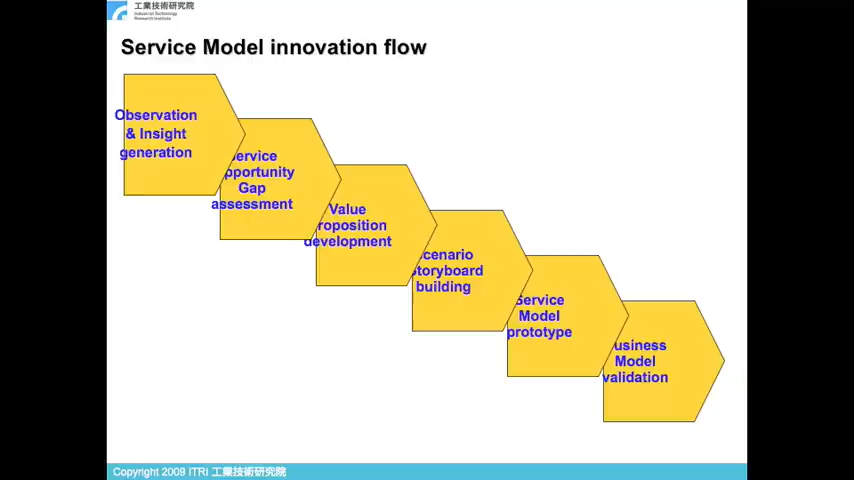 工業技術研究院
Industrial Technology
Research Institute
Service Model innovation flow
Observation
& Insight
generation
ervice
pportunity
Gap
assessment
Value
roposition
development
cenario
toryboard
building
Service
Model
prototype
usiness
Model
validation
Copyright 2009 ITRI 工業技術研究院